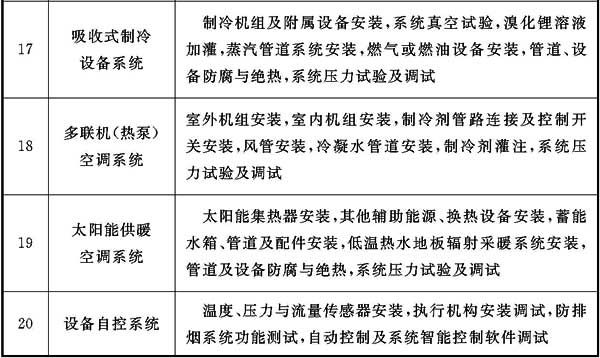 17
吸收式制冷
设备系统
制冷机组及附属设备安装,系统真空试验,溴化锂溶液
加灌,蒸汽管道系统安装,燃气或燃油设备安装,管道、设
备防腐与绝热,系统压力试验及调试
18
多联机(热泵)
空调系统
室外机组安装,室内机组安装,制冷剂管路连接及控制开
关安装,风管安装,冷凝水管道安装,制冷剂灌注,系统压
力试验及调试
19
太阳能供暖
空调系统
太阳能集热器安装,其他辅助能源、换热设备安装,蓄能
水箱、管道及配件安装,低温热水地板辐射采暖系统安装,
管道及设备防腐与绝热,系统压力试验及调试
20
设备自控系统
温度、压力与流量传感器安装,执行机构安装调试,防排
烟系统功能测试,自动控制及系统智能控制软件调试